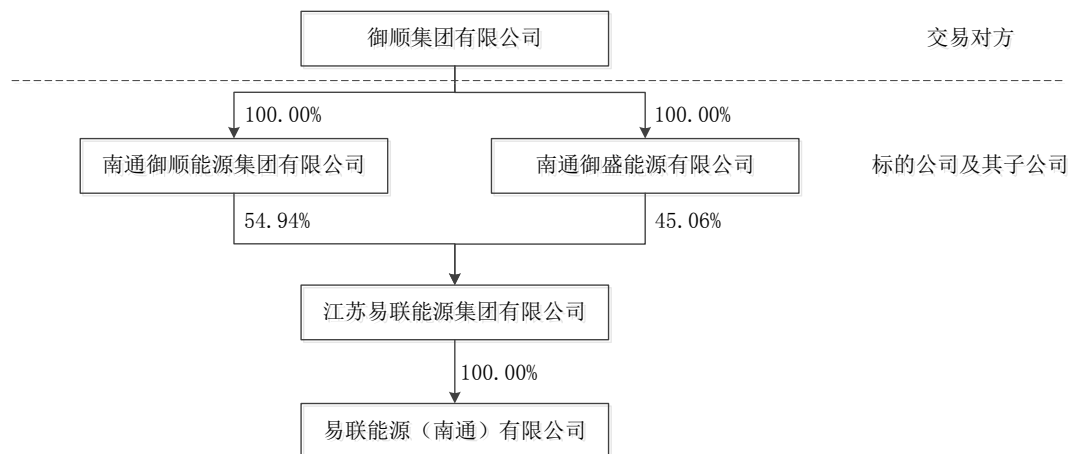 御顺集团有限公司
交易对方
100.00%
100.00%
南通御顺能源集团有限公司
南通御盛能源有限公司
标的公司及其子公司
54.94%
45.06%
江苏易联能源集团有限公司
100.00%
易联能源（南通）有限公司